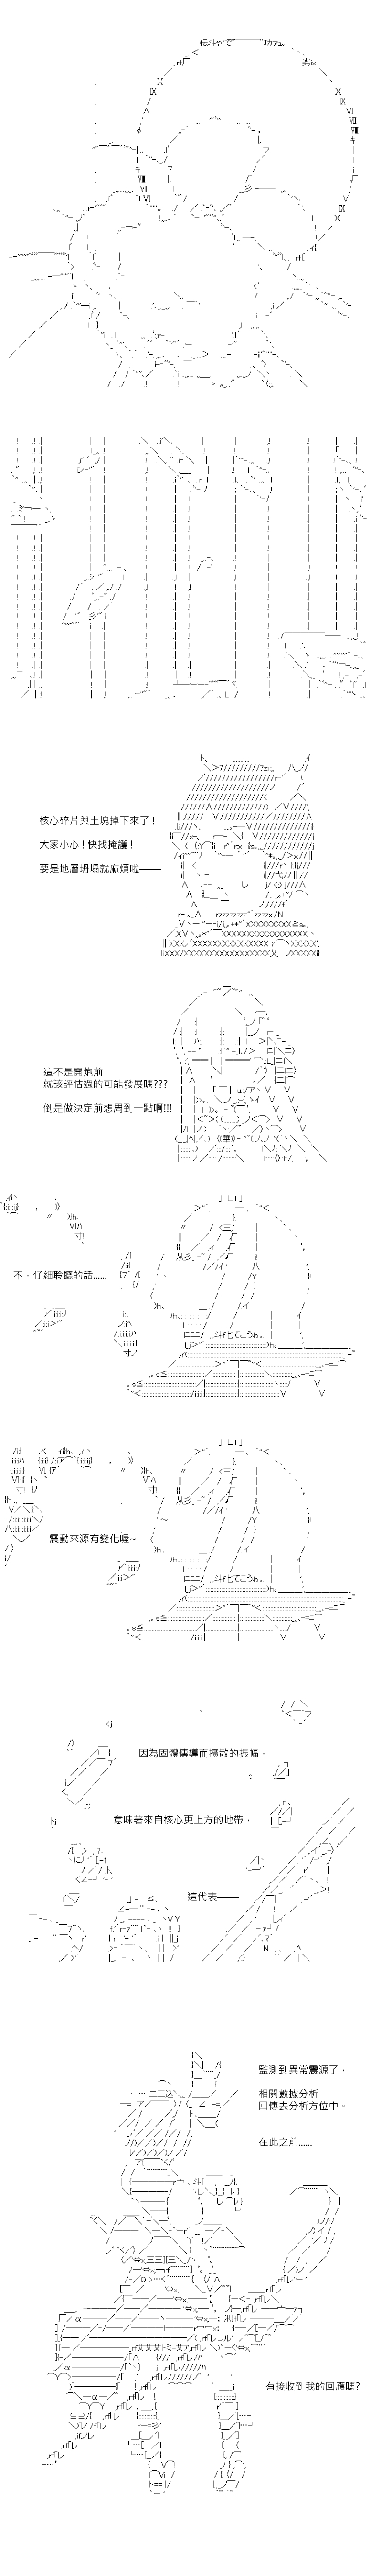 核心碎片與土塊掉下來了！
大家小心！快找掩護！
要是地層坍塌就麻煩啦——
這不是開炮前
就該評估過的可能發展嗎???
倒是做決定前想周到一點啊!!!
不．仔細聆聽的話……
震動來源有變化喔～
因為固體傳導而擴散的振幅．
意味著來自核心更上方的地帶．
這代表——
監測到異常震源了．
相關數據分析
回傳去分析方位中。
在此之前……
有接收到我的回應嗎?